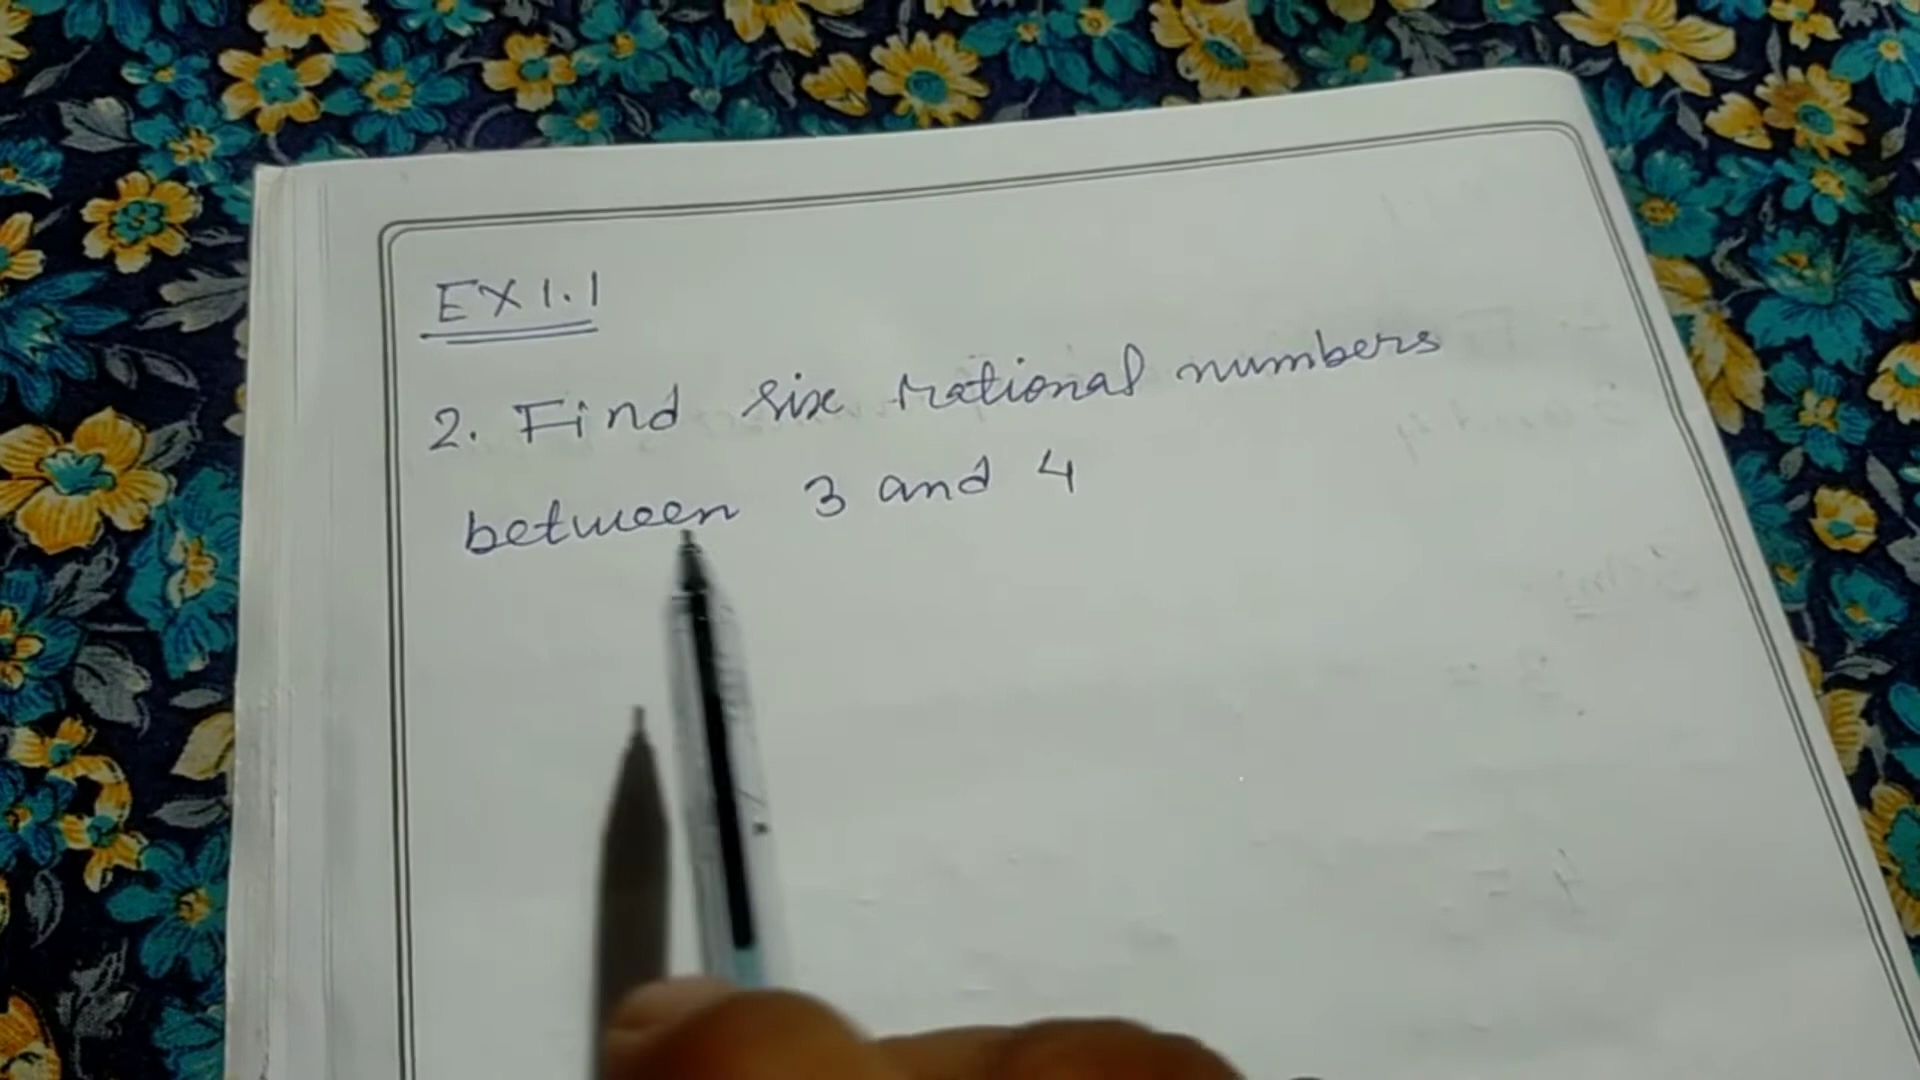 EX 1.1
2. Find six rational numbers
between 3 and 4